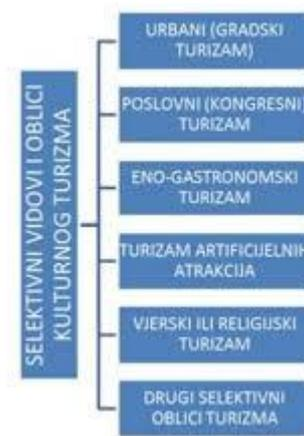 SELEKTIVNI VIDOVI I OBLICI
KULTURNOG TURIZMA
URBANI (GRADSKI
TURIZAM)
POSLOVNI (KONGRESNI)
TURIZAM
ENO-GASTRONOMSKI
TURIZAM
TURIZAM ARTIFICIJELNIH
ATRAKCIJA
VJERSKI ILI RELIGIJSKI
TURIZAM
DRUGI SELEKTIVNI
OBLICI TURIZMA